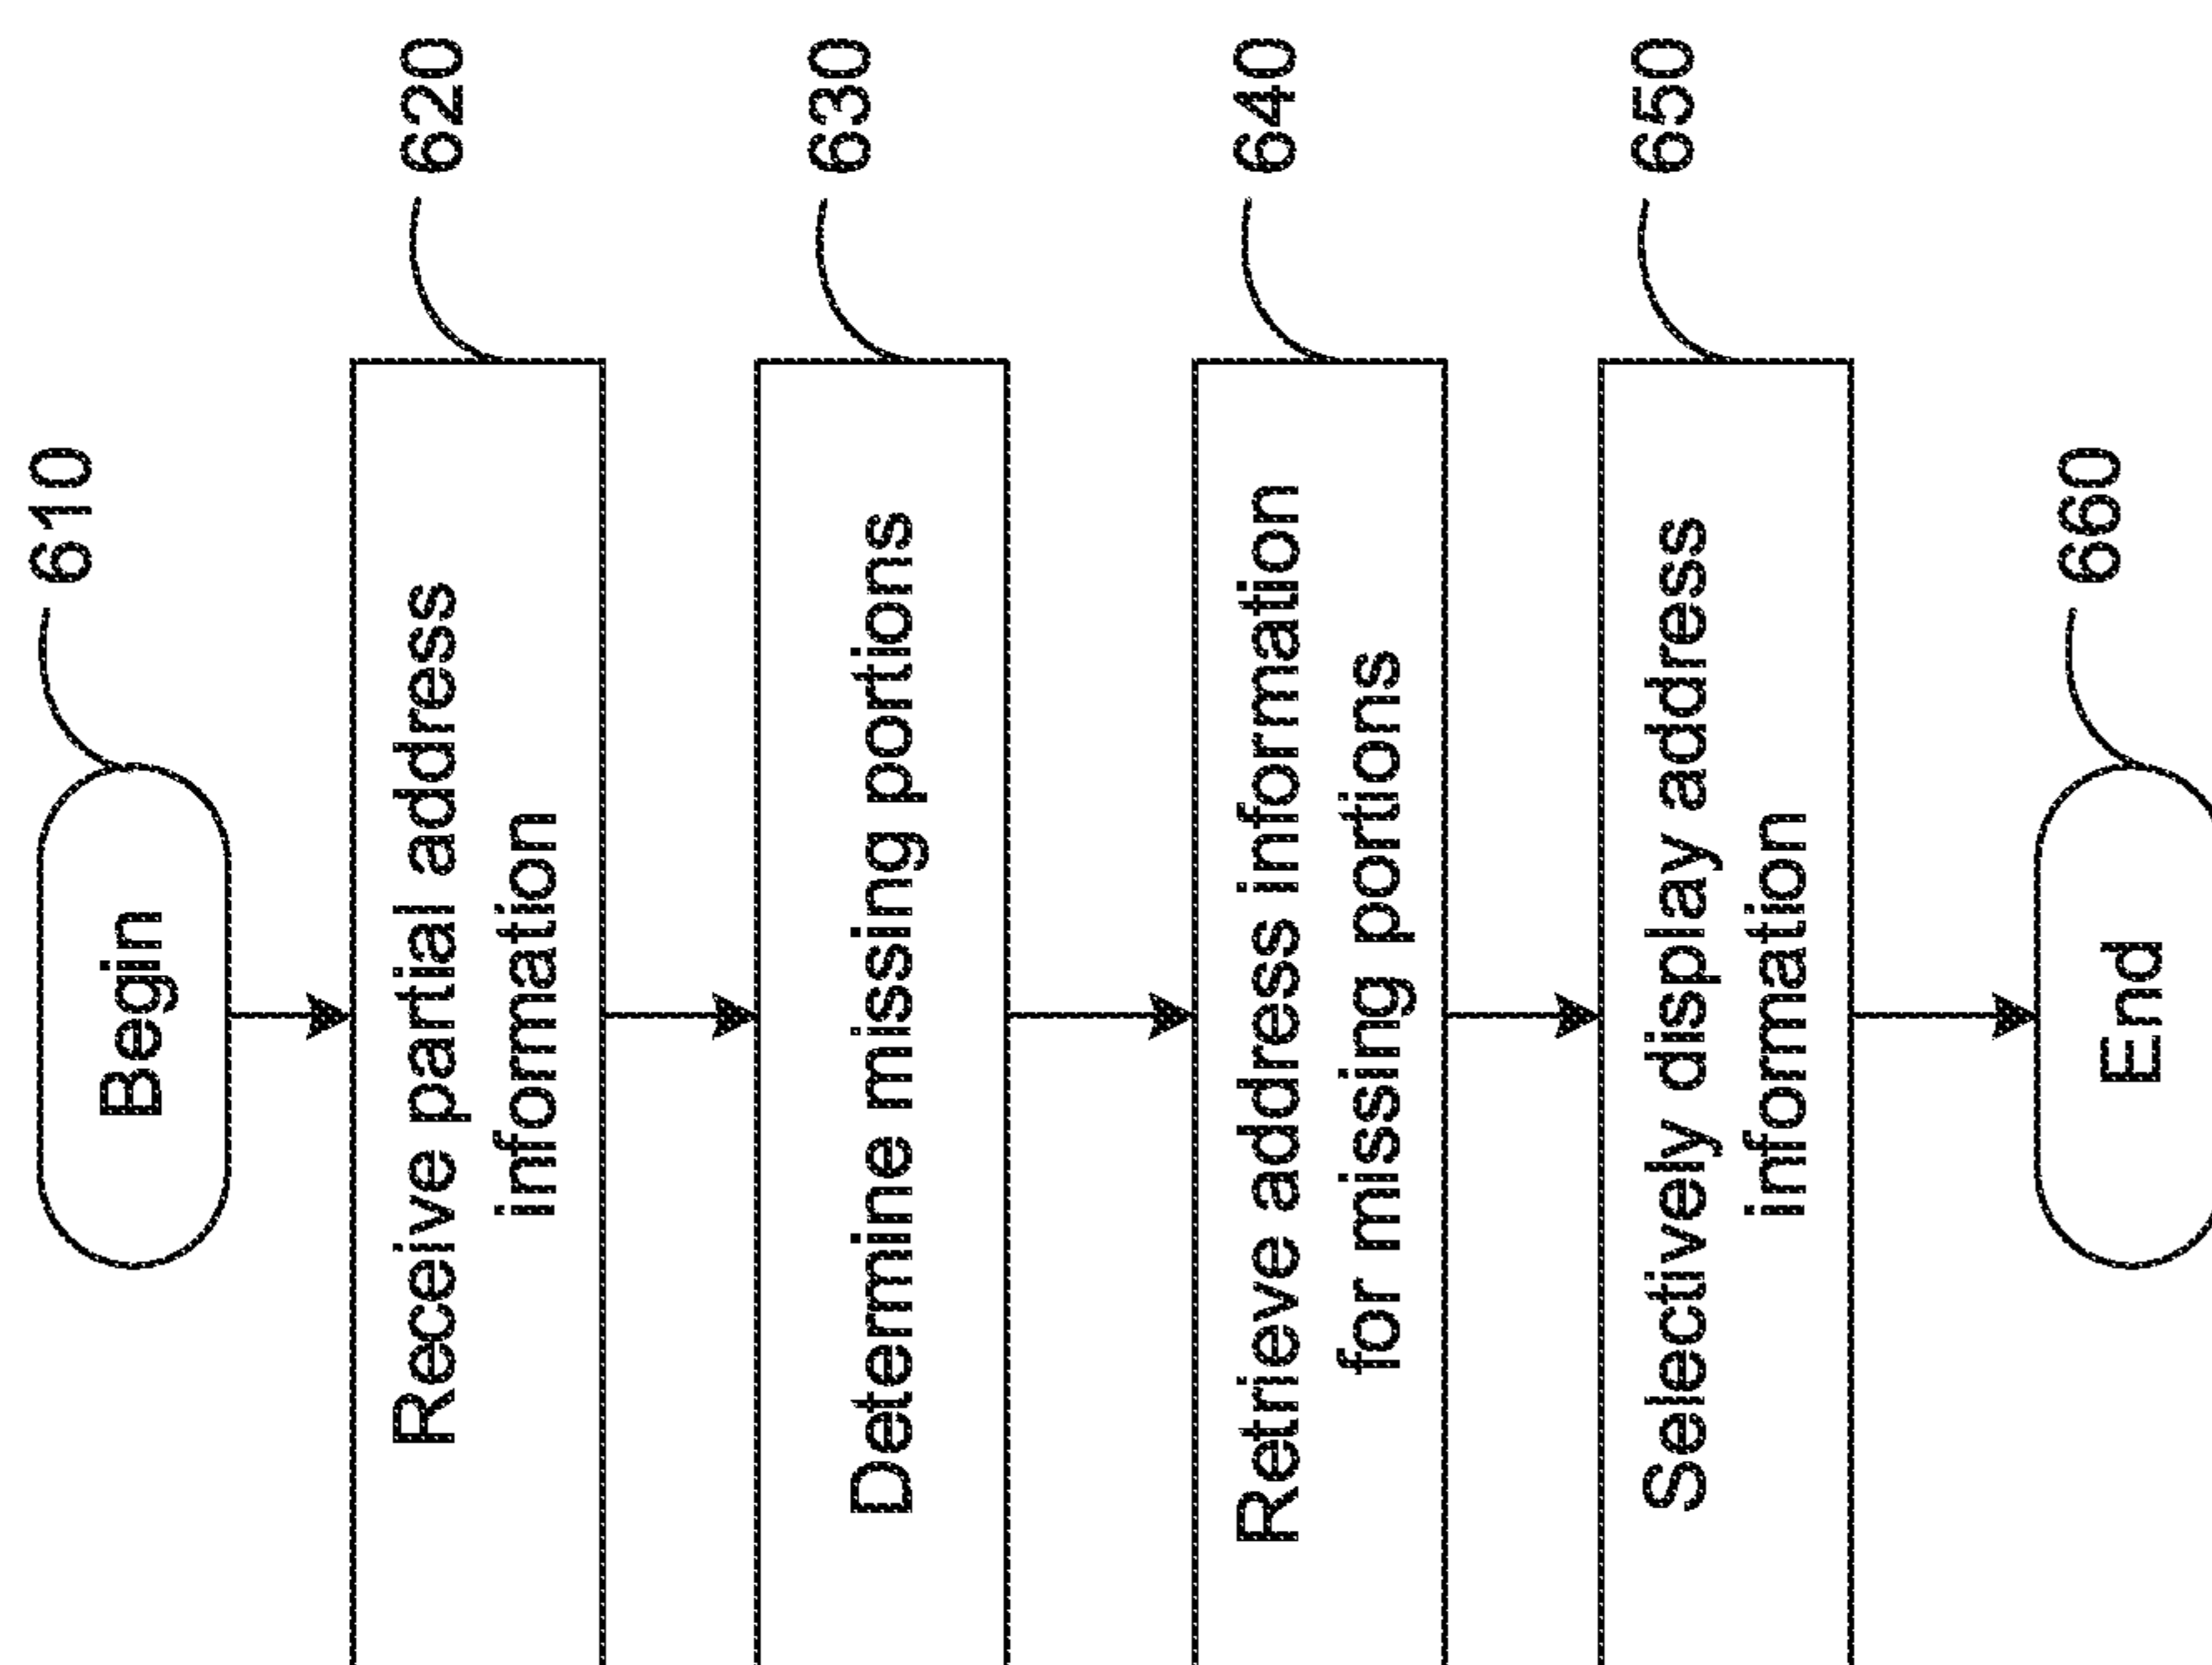 610
Begin
620
Receive partial address
information
630
Determine missing portions
640
Retrieve address information
for missing portions
650
Selectively display address
information
660
End